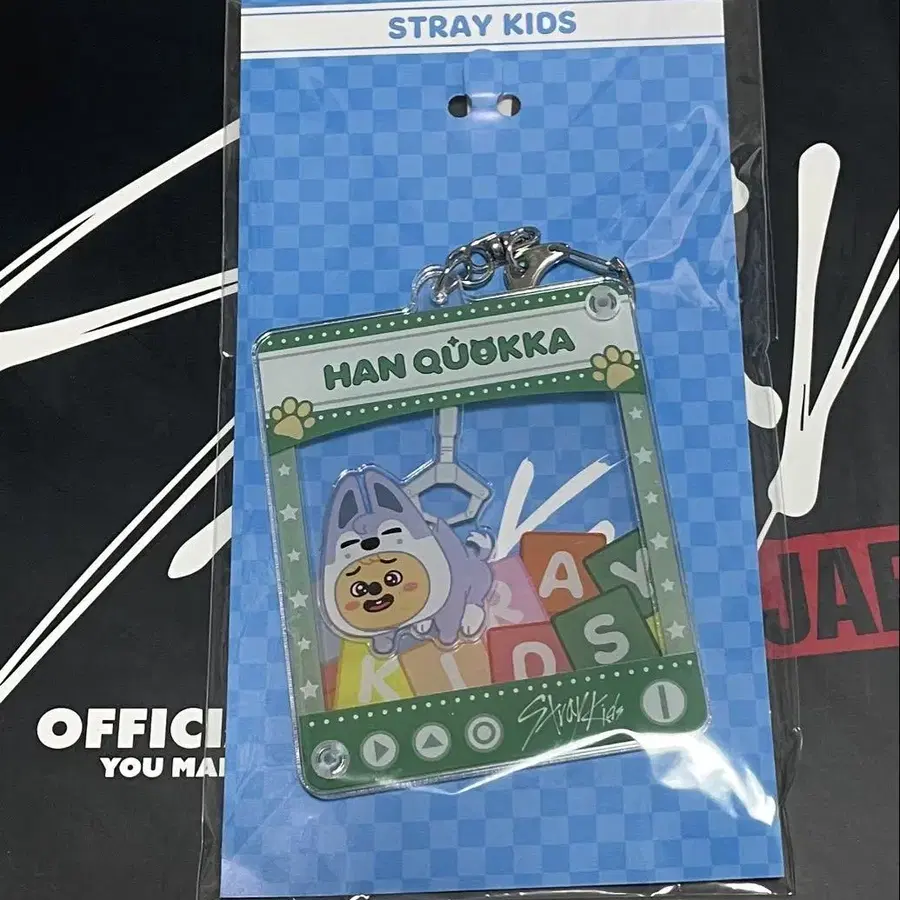 STRAY KIDS
HAN QUOKKA
STRAY
KIDS
Stray Kids
OFFICI
YOU MA
JAP